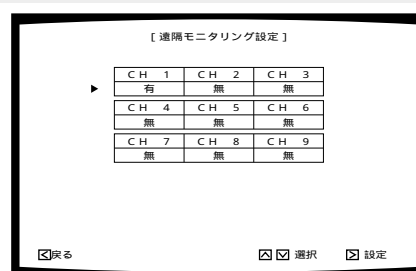 [ 遠隔モニタリング設定 ]
CH 1 CH 2 CH 3
有 無 無
CH 4 CH 5 CH 6
無 無 無
CH 7 CH 8 CH 9
無 無 無
戻る 選択 設定